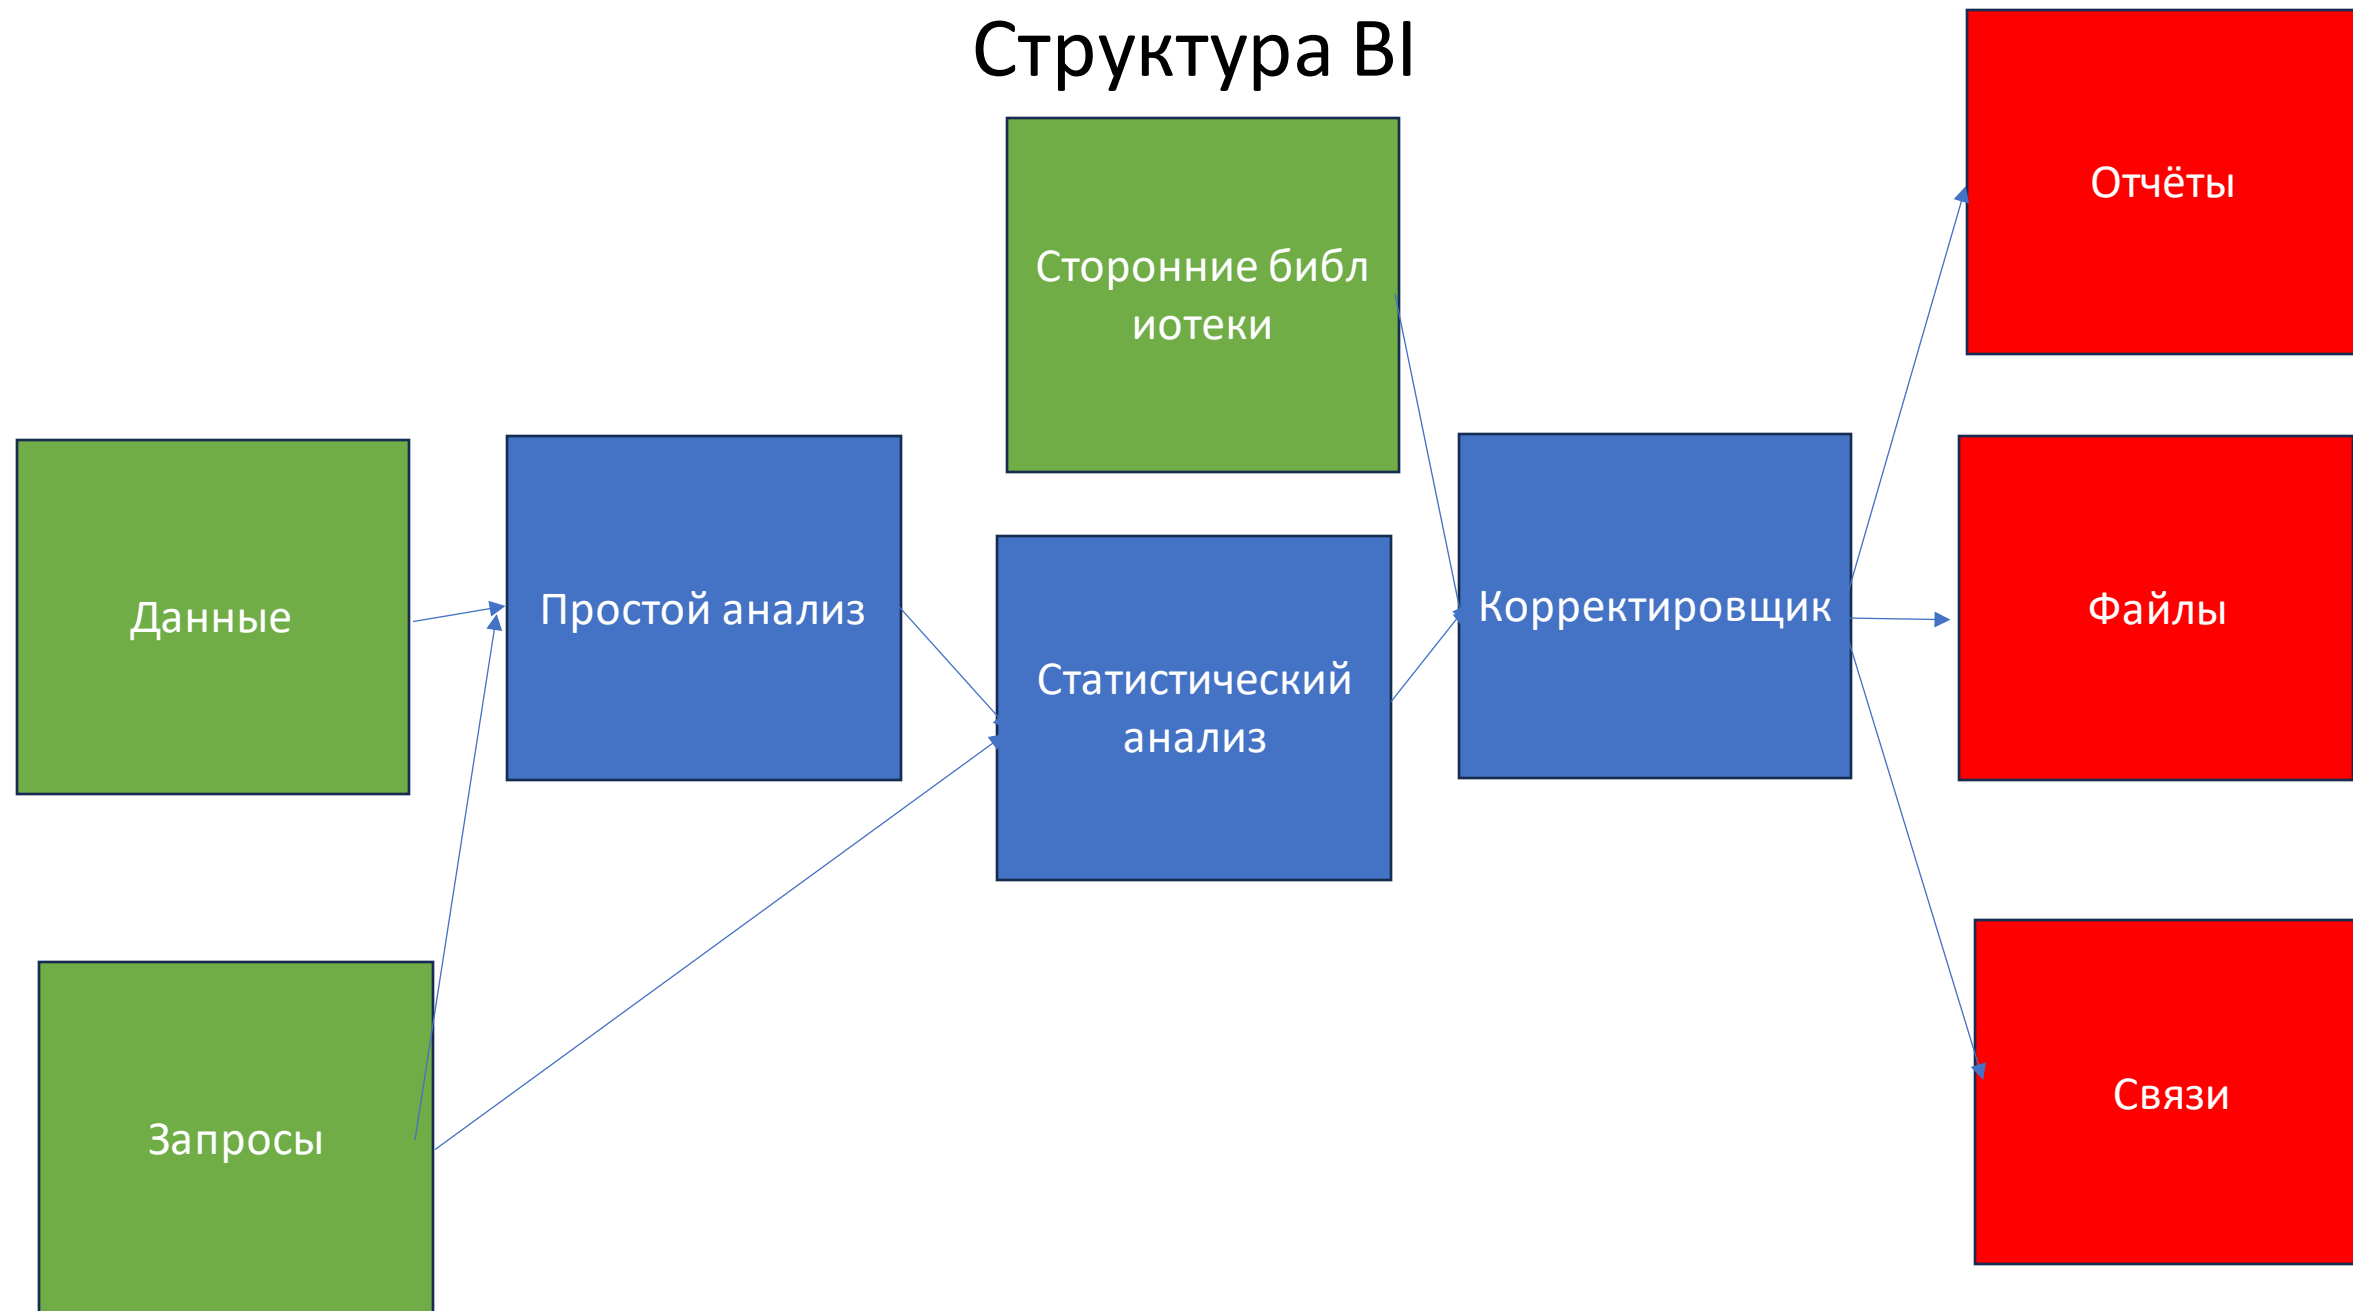 Структура BI
Отчёты
Сторонние библ
иотеки
Данные
Простой анализ
Статистический
анализ
Корректировщик
Файлы
Запросы
Связи